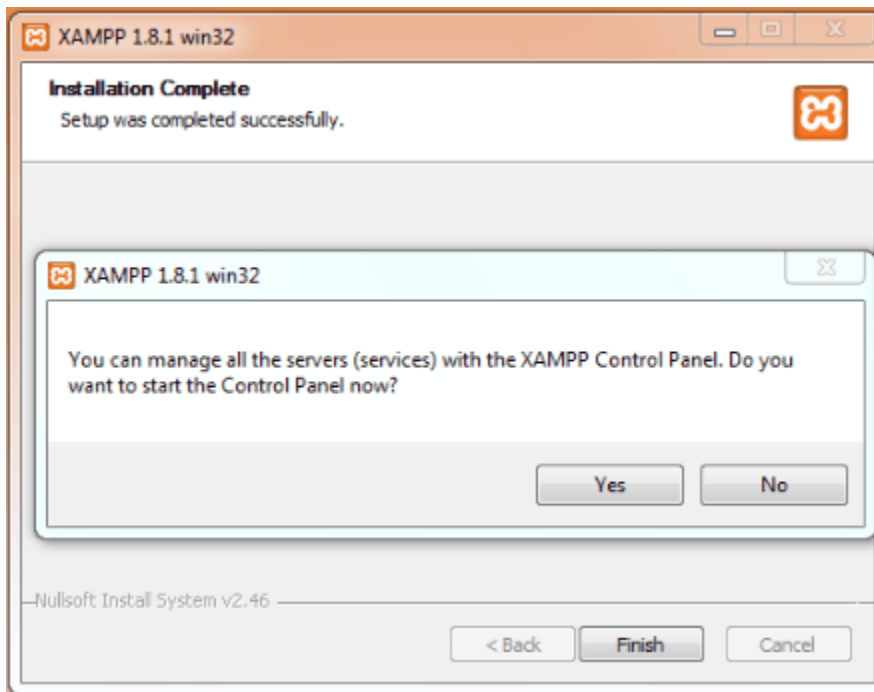 XAMPP 1.8.1 win32
Installation Complete
Setup was completed successfully.
XAMPP 1.8.1 win32
You can manage all the servers (services) with the XAMPP Control Panel. Do you
want to start the Control Panel now?
Yes No
Nullsoft Install System v2.46
< Back Finish Cancel